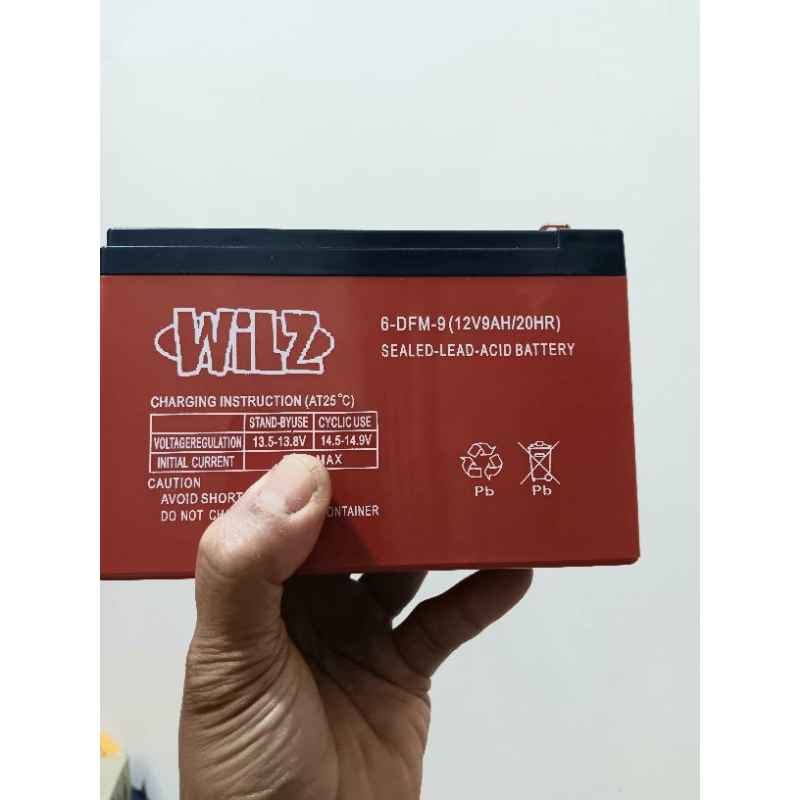 WiLZ
6-DFM-9(12V9AH/20HR)
SEALED-LEAD-ACID BATTERY
CHARGING INSTRUCTION (AT25°C)
STAND-BYUSE CYCLIC USE
VOLTAGEREGULATION 13.5-13.8V 14.5-14.9V
INITIAL CURRENT MAX
CAUTION
AVOID SHORT
DO NOT CONTAINER
Pb Pb